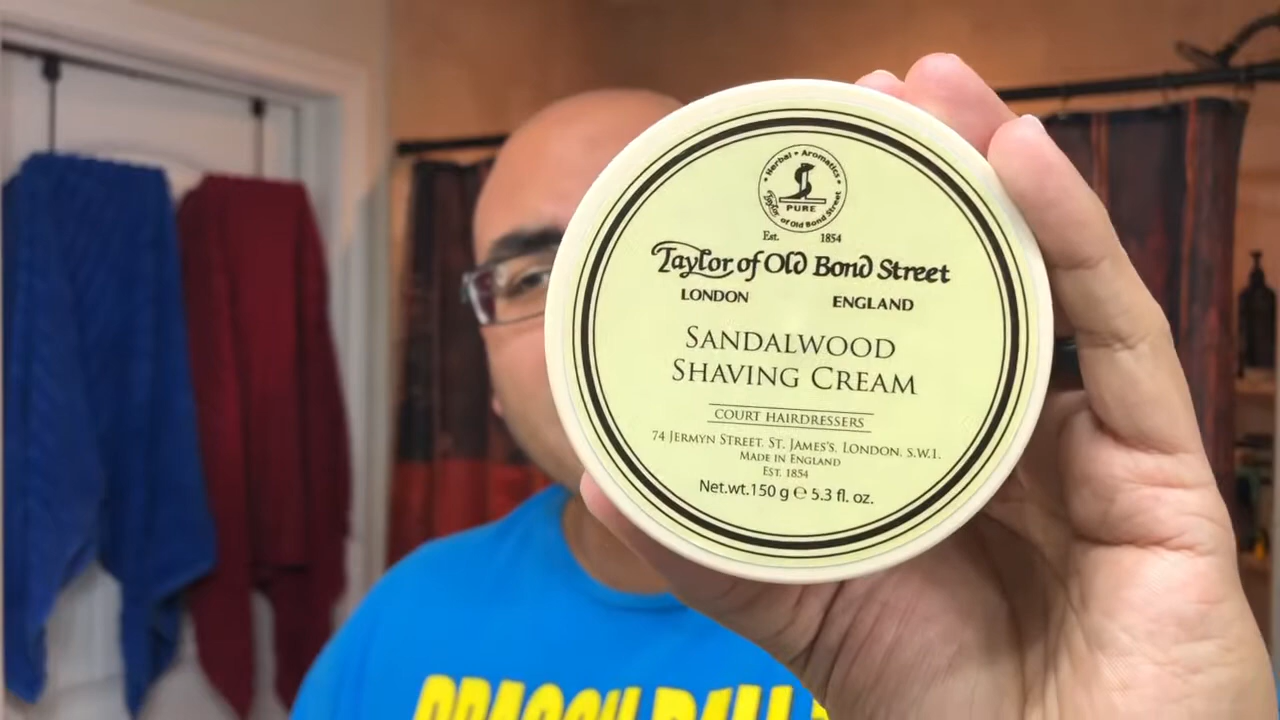 Herbal • Aromatics
PURE
Taylor of Old Bond Street
Est. 1854
Taylor of Old Bond Street
LONDON ENGLAND
SANDALWOOD
SHAVING CREAM
COURT HAIRDRESSERS
74 JERMYN STREET, ST. JAMES'S, LONDON, S.W.1.
MADE IN ENGLAND
EST. 1854
Net.wt.150 g ℮ 5.3 fl. oz.